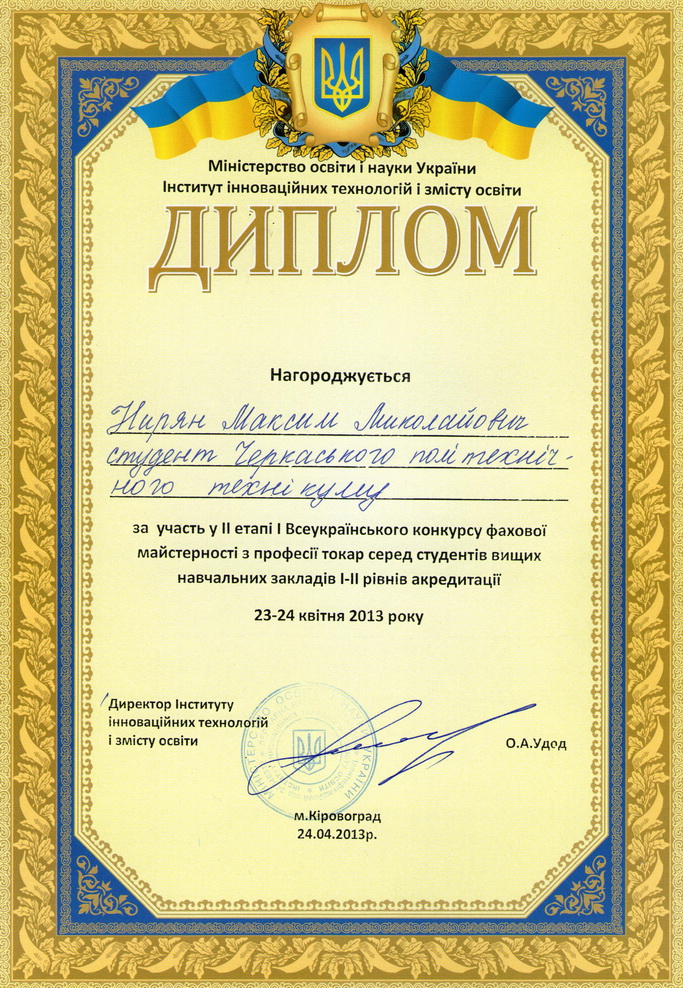 Міністерство освіти і науки України
Інститут інноваційних технологій і змісту освіти
ДИПЛОМ
Нагороджується
Нирян Максим Миколайович
студент Черкаського політехніч-
ного технікуму
за участь у ІІ етапі І Всеукраїнського конкурсу фахової
майстерності з професії токар серед студентів вищих
навчальних закладів І-ІІ рівнів акредитації
23-24 квітня 2013 року
Директор Інституту
інноваційних технологій
і змісту освіти
О.А.Удод
м.Кіровоград
24.04.2013р.